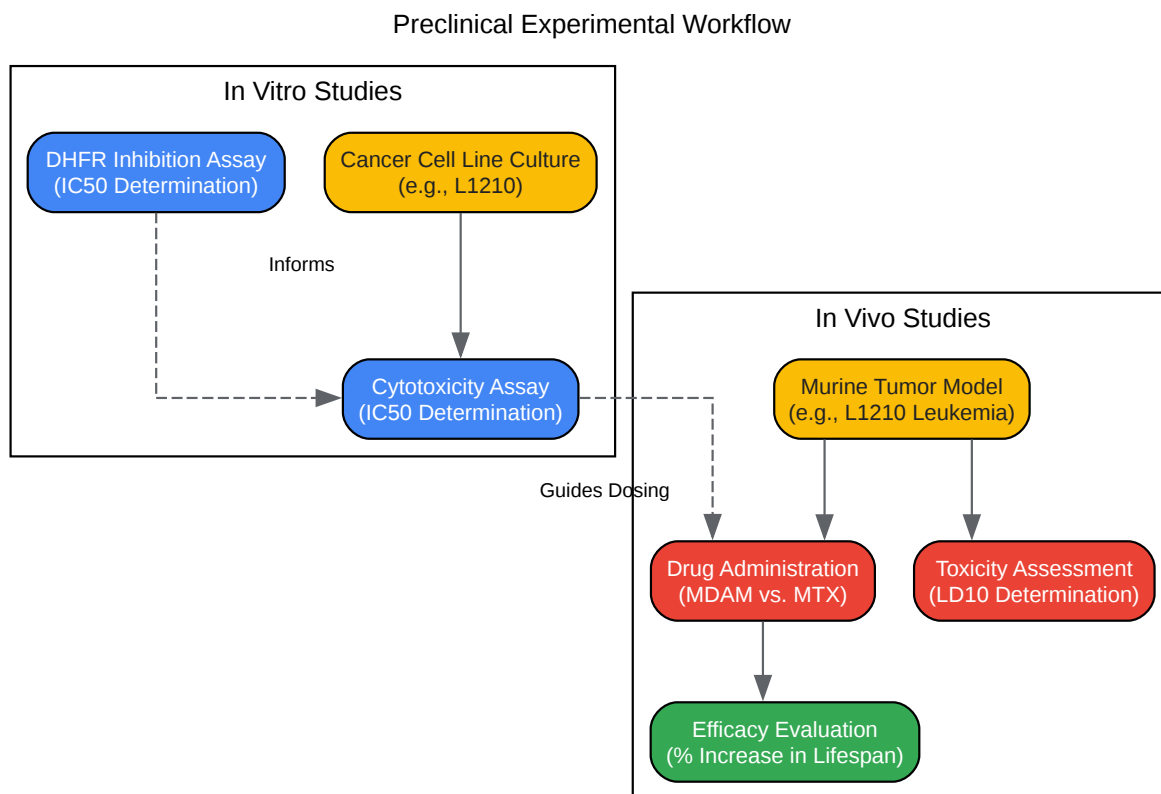 Preclinical Experimental Workflow
In Vitro Studies
DHFR Inhibition Assay
(IC50 Determination)
Cancer Cell Line Culture
(e.g., L1210)
Informs
Cytotoxicity Assay
(IC50 Determination)
In Vivo Studies
Murine Tumor Model
(e.g., L1210 Leukemia)
Guides Dosing
Drug Administration
(MDAM vs. MTX)
Toxicity Assessment
(LD10 Determination)
Efficacy Evaluation
(% Increase in Lifespan)